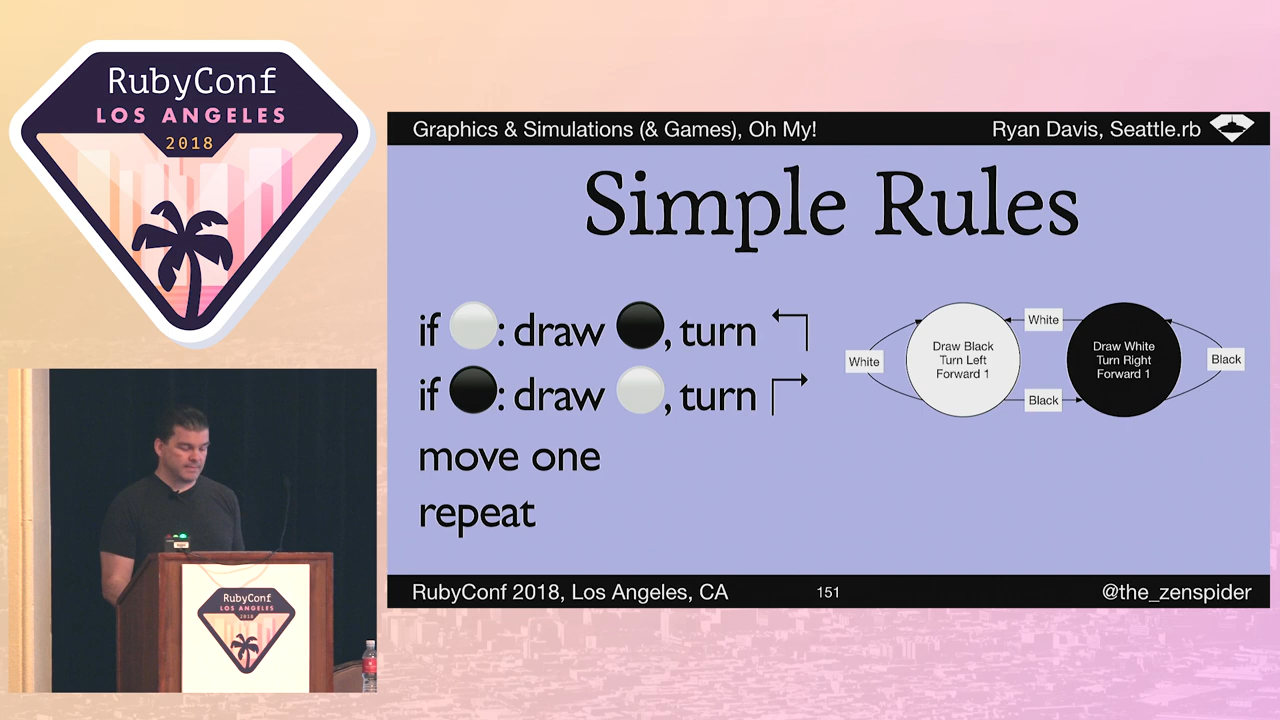 RubyConf
LOS ANGELES
2018
Graphics & Simulations (& Games), Oh My!
Ryan Davis, Seattle.rb
Simple Rules
if : draw , turn
if : draw , turn
move one
repeat
White
Draw Black
Turn Left
Forward 1
White
Black
Draw White
Turn Right
Forward 1
Black
RubyConf 2018, Los Angeles, CA
151
@the_zenspider
RubyConf
LOS ANGELES
2018